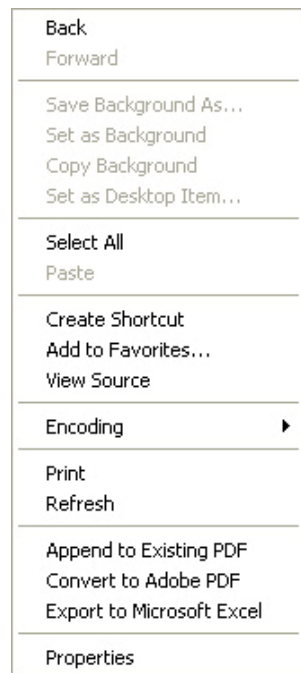 Back
Forward
Save Background As...
Set as Background
Copy Background
Set as Desktop Item...
Select All
Paste
Create Shortcut
Add to Favorites...
View Source
Encoding
Print
Refresh
Append to Existing PDF
Convert to Adobe PDF
Export to Microsoft Excel
Properties